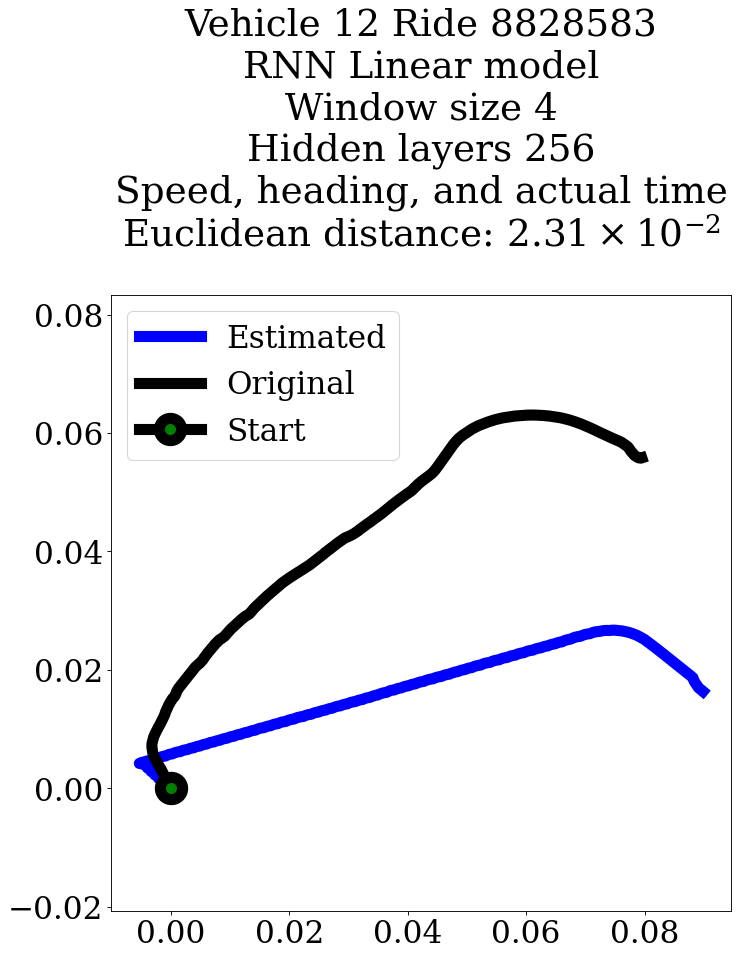 Vehicle 12 Ride 8828583
RNN Linear model
Window size 4
Hidden layers 256
Speed, heading, and actual time
Euclidean distance: 2.31 × 10⁻²
0.08
0.06
0.04
0.02
0.00
−0.02
Estimated
Original
Start
0.00 0.02 0.04 0.06 0.08